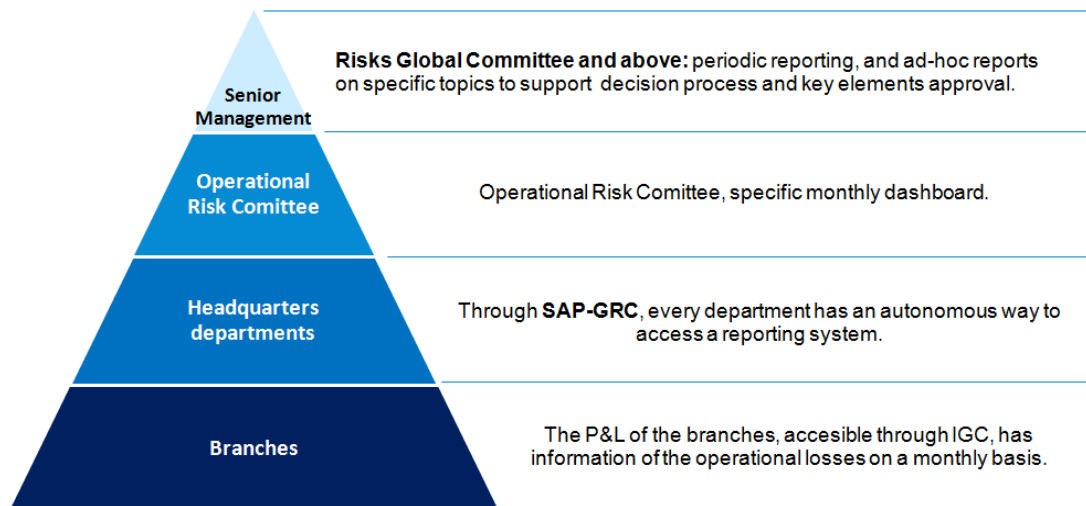 Risks Global Committee and above: periodic reporting, and ad-hoc reports
on specific topics to support decision process and key elements approval.
Senior
Management
Operational
Risk Comittee
Operational Risk Comittee, specific monthly dashboard.
Headquarters
departments
Through SAP-GRC, every department has an autonomous way to
access a reporting system.
Branches
The P&L of the branches, accesible through IGC, has
information of the operational losses on a monthly basis.